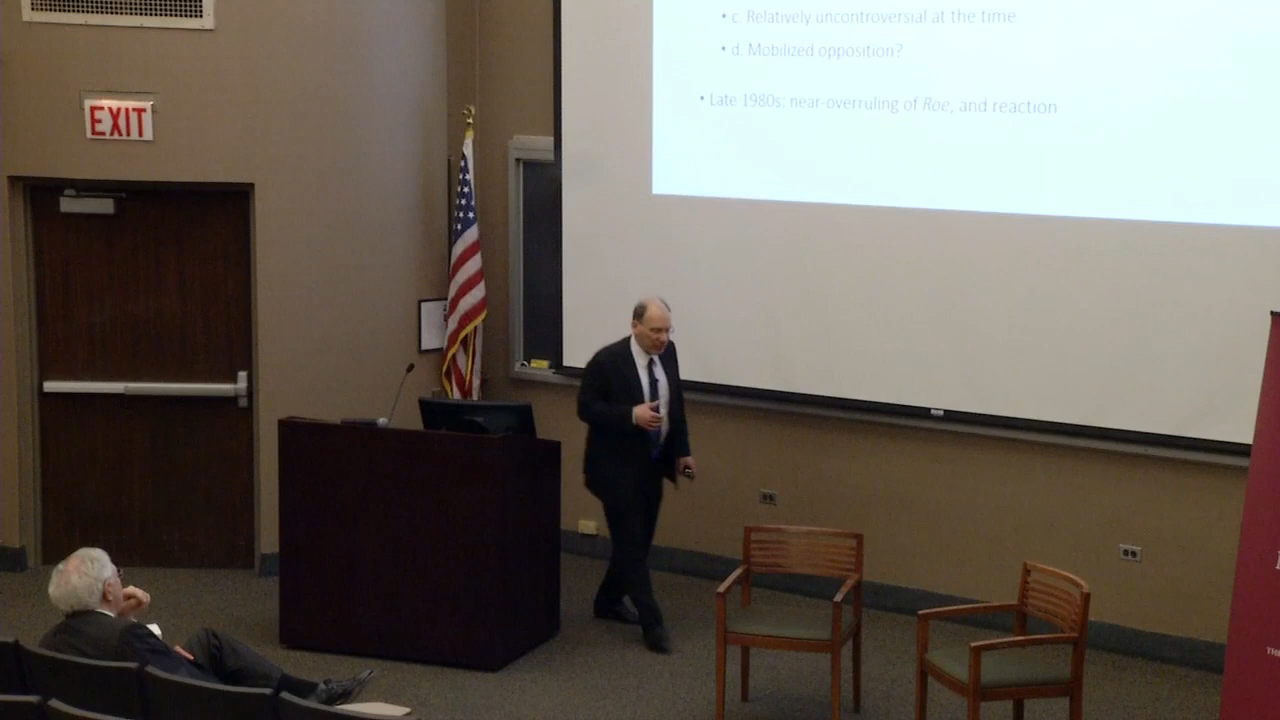 • c. Relatively uncontroversial at the time
• d. Mobilized opposition?
• Late 1980s: near-overruling of Roe, and reaction
EXIT